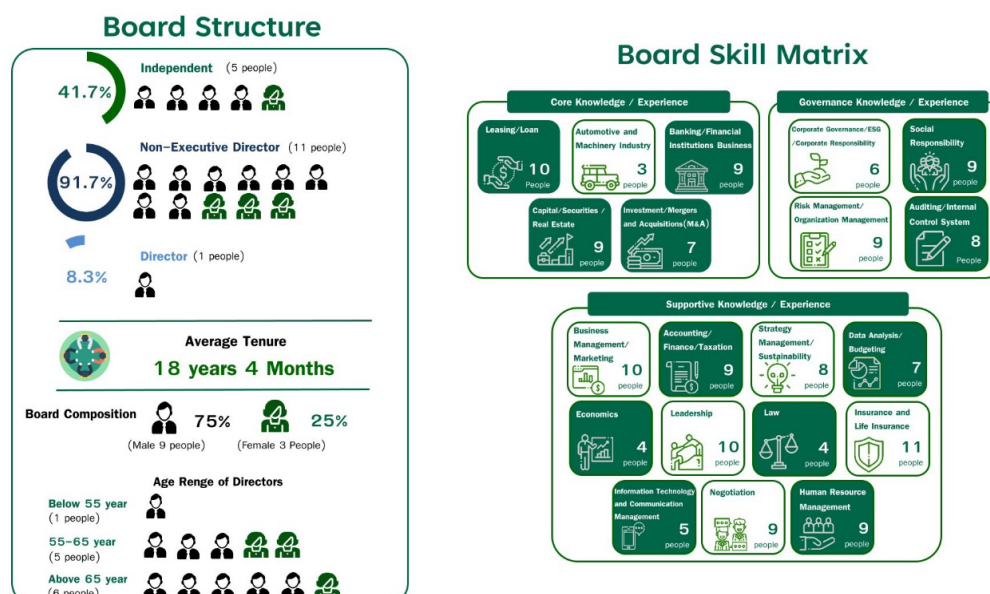 Board Structure
41.7%
Independent (5 people)
91.7%
Non-Executive Director (11 people)
8.3%
Director (1 people)
Average Tenure
18 years 4 Months
Board Composition
75%
(Male 9 people)
25%
(Female 3 People)
Age Renge of Directors
Below 55 year
(1 people)
55-65 year
(5 people)
Above 65 year
(6 people)
Board Skill Matrix
Core Knowledge / Experience
Leasing/Loan
10
People
Automotive and
Machinery Industry
3
people
Banking/Financial
Institutions Business
9
people
Capital/Securities /
Real Estate
9
people
Investment/Mergers
and Acquisitions(M&A)
7
people
Governance Knowledge / Experience
Corporate Governance/ESG
/Corporate Responsibility
6
people
Social
Responsibility
9
people
Risk Management/
Organization Management
9
people
Auditing/Internal
Control System
8
People
Supportive Knowledge / Experience
Business
Management/
Marketing
10
people
Accounting/
Finance/Taxation
9
people
Strategy
Management/
Sustainability
8
people
Data Analysis/
Budgeting
7
people
Economics
4
people
Leadership
10
people
Law
4
people
Insurance and
Life Insurance
11
people
Information Technology
and Communication
Management
5
people
Negotiation
9
people
Human Resource
Management
9
people